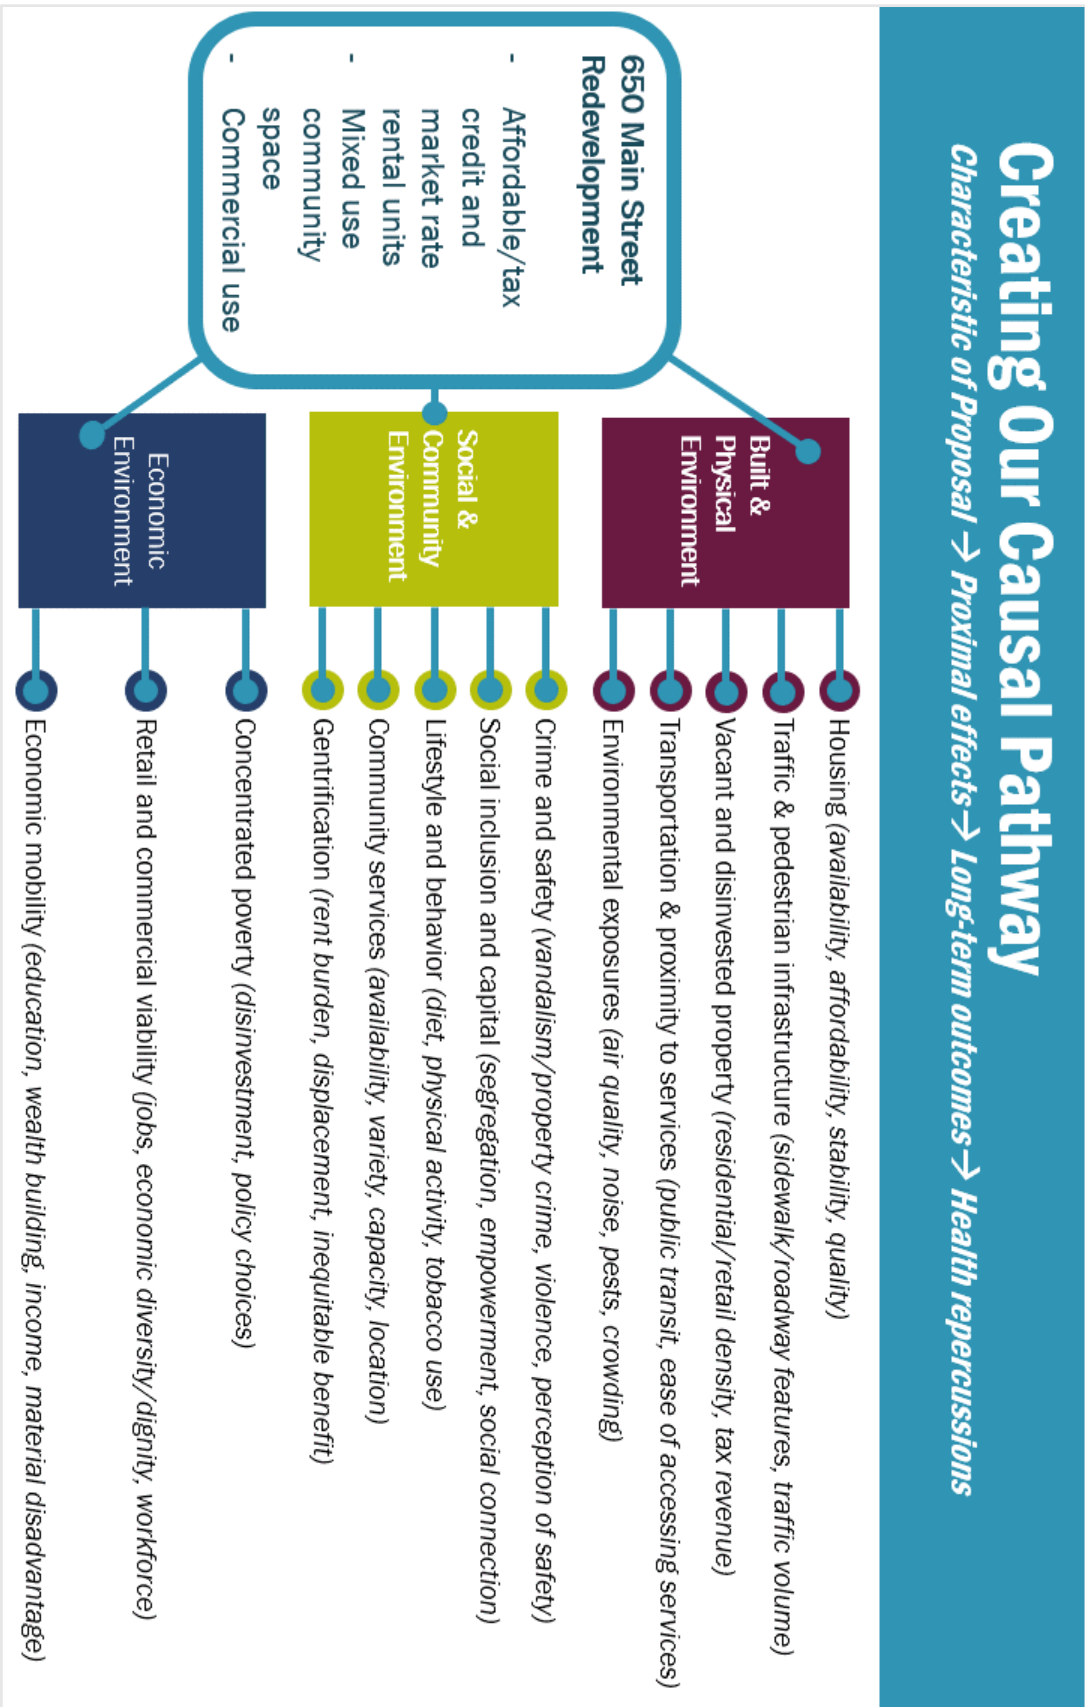 Creating Our Causal Pathway
Characteristic of Proposal → Proximal effects→ Long-term outcomes→ Health repercussions
650 Main Street
Redevelopment
- Affordable/tax
credit and
market rate
rental units
- Mixed use
community
space
- Commercial use
Built &
Physical
Environment
Housing (availability, affordability, stability, quality)
Traffic & pedestrian infrastructure (sidewalk/roadway features, traffic volume)
Vacant and disinvested property (residential/retail density, tax revenue)
Transportation & proximity to services (public transit, ease of accessing services)
Environmental exposures (air quality, noise, pests, crowding)
Social &
Community
Environment
Crime and safety (vandalism/property crime, violence, perception of safety)
Social inclusion and capital (segregation, empowerment, social connection)
Lifestyle and behavior (diet, physical activity, tobacco use)
Community services (availability, variety, capacity, location)
Gentrification (rent burden, displacement, inequitable benefit)
Economic
Environment
Concentrated poverty (disinvestment, policy choices)
Retail and commercial viability (jobs, economic diversity/dignity, workforce)
Economic mobility (education, wealth building, income, material disadvantage)